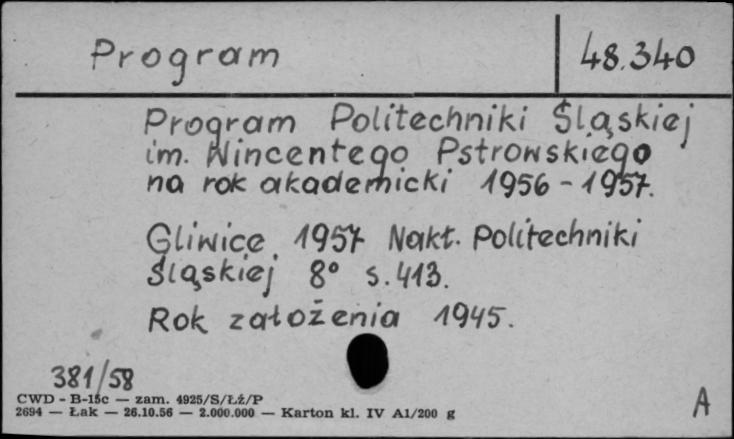 Program
48.340
Program Politechniki Śląskiej
im. Wincentego Pstrowskiego
na rok akademicki 1956-1957.
Gliwice, 1957 Nakł. Politechniki
Śląskiej 8° s. 413.
Rok założenia 1945.
381/58
CWD - B-15c — zam. 4925/S/Łź/P
2694 — Łak — 26.10.56 — 2.000.000 — Karton kl. IV A1/200 g
A